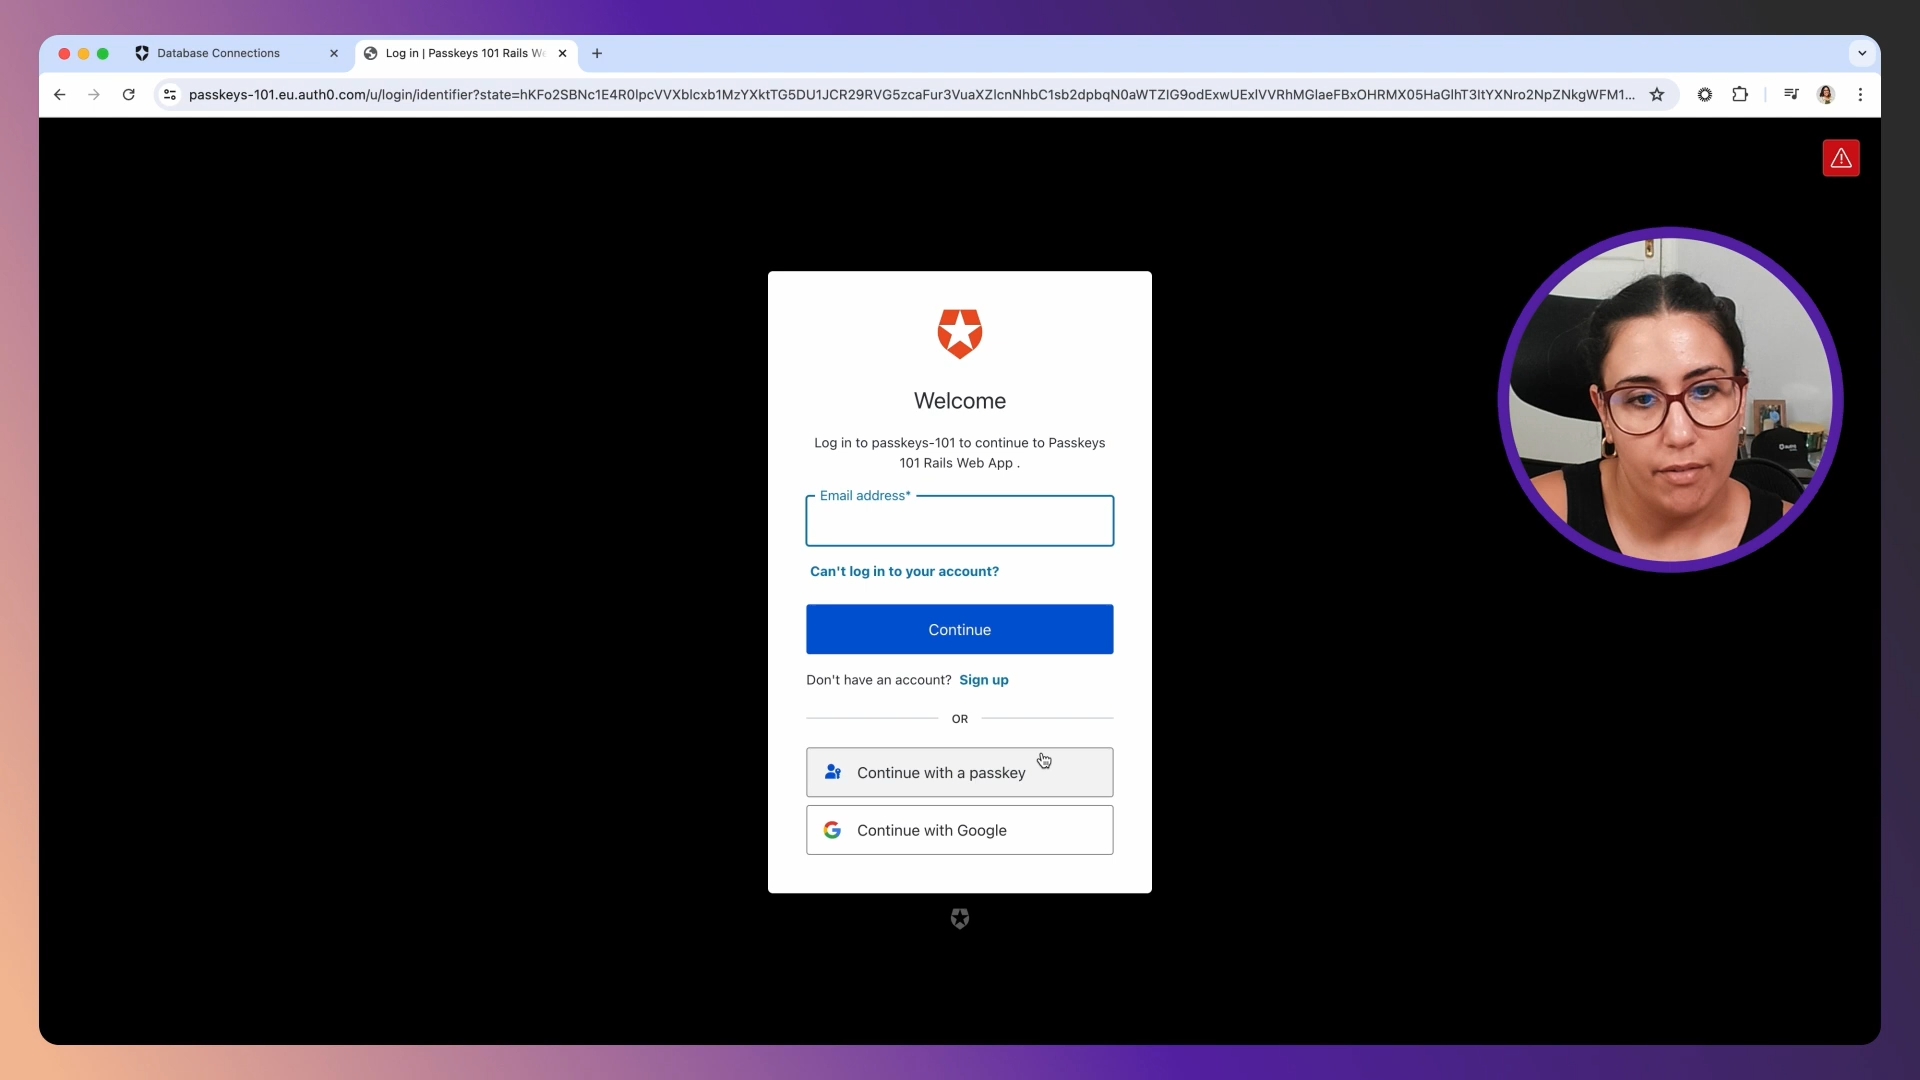 Database Connections
Log in | Passkeys 101 Rails We
passkeys-101.eu.auth0.com/u/login/identifier?state=hKFo2SBNc1E4R0lpcVVXblcxb1MzYXktTG5DU1JCR29RVG5zcaFur3VuaXZlcnNhbC1sb2dpbqN0aWTZIG9odExwUExlVVRhMGlaeFBxOHRMX05HaGlhT3ltYXNro2NpZNkgWFM1...
Welcome
Log in to passkeys-101 to continue to Passkeys
101 Rails Web App .
Email address*
Can't log in to your account?
Continue
Don't have an account? Sign up
OR
Continue with a passkey
Continue with Google